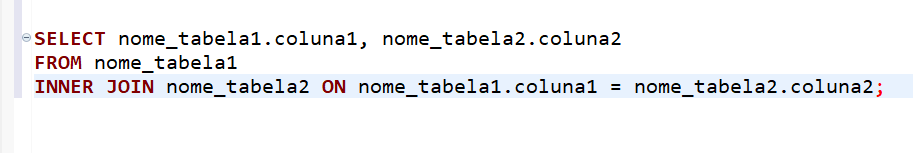 SELECT nome_tabela1.coluna1, nome_tabela2.coluna2
FROM nome_tabela1
INNER JOIN nome_tabela2 ON nome_tabela1.coluna1 = nome_tabela2.coluna2;